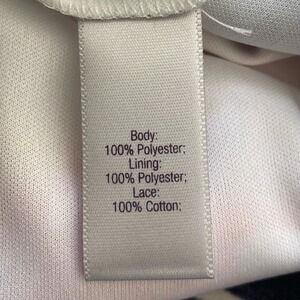 Body:
100% Polyester;
Lining:
100% Polyester;
Lace:
100% Cotton;